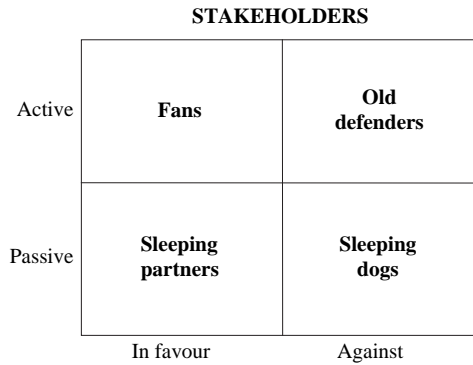 STAKEHOLDERS
Active
Fans
Old
defenders
Passive
Sleeping
partners
Sleeping
dogs
In favour
Against